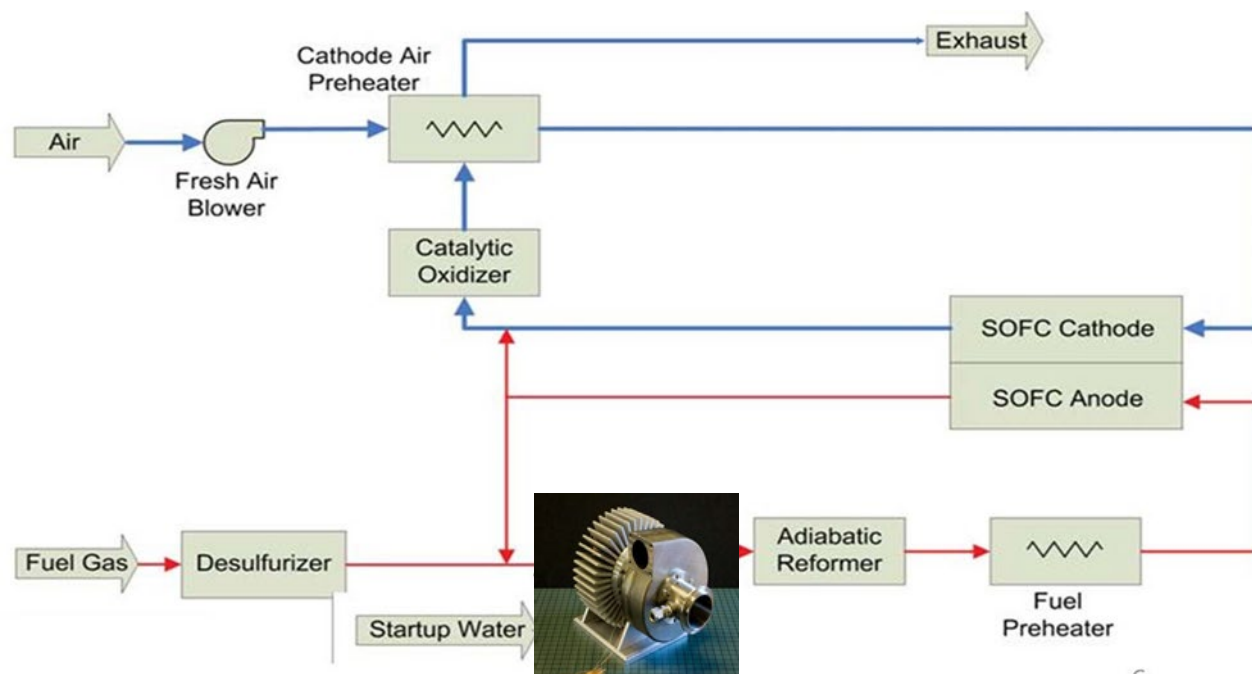 Exhaust
Cathode Air
Preheater
Air
Fresh Air
Blower
Catalytic
Oxidizer
SOFC Cathode
SOFC Anode
Fuel Gas
Desulfurizer
Adiabatic
Reformer
Startup Water
Fuel
Preheater